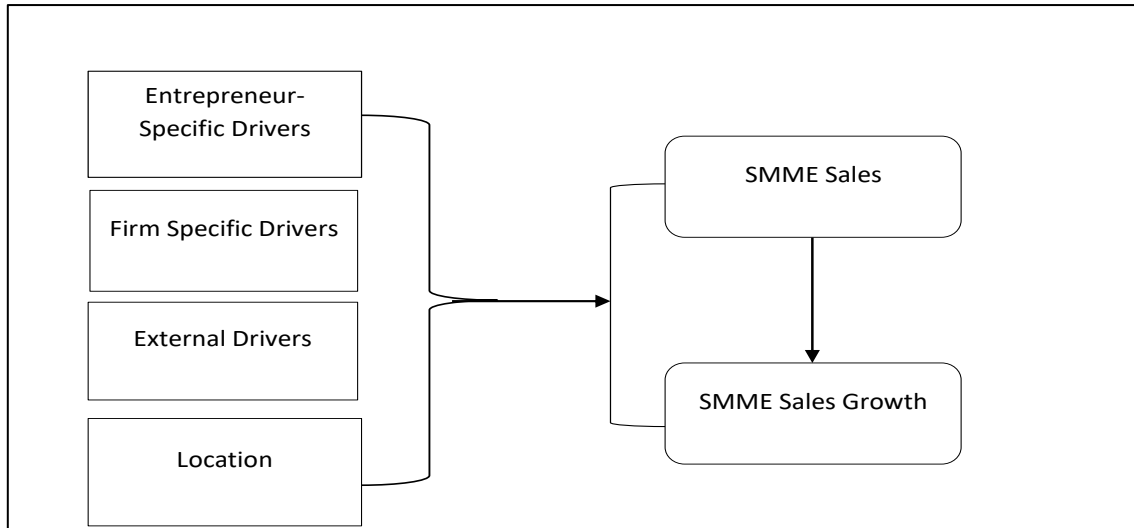 Entrepreneur-
Specific Drivers
Firm Specific Drivers
External Drivers
Location
SMME Sales
SMME Sales Growth